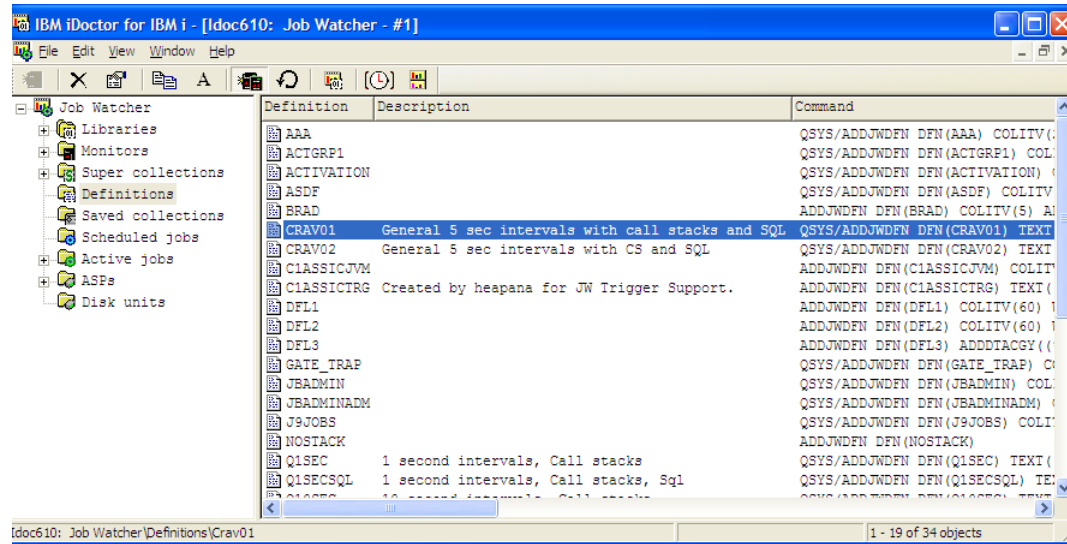 IBM iDoctor for IBM i - [Idoc610: Job Watcher - #1]
File Edit View Window Help
Job Watcher
Libraries
Monitors
Super collections
Definitions
Saved collections
Scheduled jobs
Active jobs
ASPs
Disk units
Definition Description Command
AAA QSYS/ADDJWDFN DFN(AAA) COLITV(
ACTGRP1 QSYS/ADDJWDFN DFN(ACTGRP1) COL
ACTIVATION QSYS/ADDJWDFN DFN(ACTIVATION)
ASDF QSYS/ADDJWDFN DFN(ASDF) COLITV
BRAD ADDJWDFN DFN(BRAD) COLITV(5)
CRAV01 General 5 sec intervals with call stacks and SQL QSYS/ADDJWDFN DFN(CRAV01) TEXT
CRAV02 General 5 sec intervals with CS and SQL QSYS/ADDJWDFN DFN(CRAV02) TEXT
C1ASSICJVM ADDJWDFN DFN(C1ASSICJVM) COLIT
C1ASSICTRG Created by heapana for JW Trigger Support. ADDJWDFN DFN(C1ASSICTRG) TEXT(
DFL1 ADDJWDFN DFN(DFL1) COLITV(60)
DFL2 ADDJWDFN DFN(DFL2) COLITV(60)
DFL3 ADDJWDFN DFN(DFL3) ADDDTACGY((
GATE_TRAP QSYS/ADDJWDFN DFN(GATE_TRAP)
JBADMIN QSYS/ADDJWDFN DFN(JBADMIN) COL
JBADMINADM QSYS/ADDJWDFN DFN(JBADMINADM)
J9JOBS QSYS/ADDJWDFN DFN(J9JOBS) COLI
NOSTACK ADDJWDFN DFN(NOSTACK)
Q1SEC 1 second intervals, Call stacks QSYS/ADDJWDFN DFN(Q1SEC) TEXT(
Q1SECSQL 1 second intervals, Call stacks, Sql QSYS/ADDJWDFN DFN(Q1SECSQL)
Idoc610: Job Watcher\Definitions\Crav01 1 - 19 of 34 objects